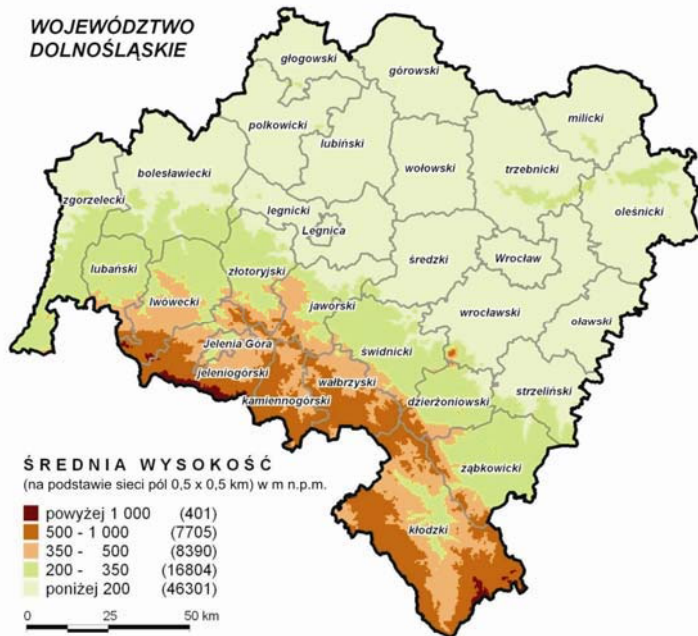 WOJEWÓDZTWO
DOLNOŚLĄSKIE
głogowski
górowski
milicki
polkowicki
lubiński
bolesławiecki
wołowski
trzebnicki
zgorzelecki
legnicki
oleśnicki
Legnica
lubański
złotoryjski
średzki
Wrocław
lwówecki
jaworski
wrocławski
oławski
Jelenia Góra
świdnicki
jeleniogórski
wałbrzyski
kamiennogórski
dzierżoniowski
strzeliński
ząbkowicki
kłodzki
ŚREDNIA WYSOKOŚĆ
(na podstawie sieci pól 0,5 x 0,5 km) w m n.p.m.
powyżej 1 000 (401)
500 - 1 000 (7705)
350 - 500 (8390)
200 - 350 (16804)
poniżej 200 (46301)
0 25 50 km